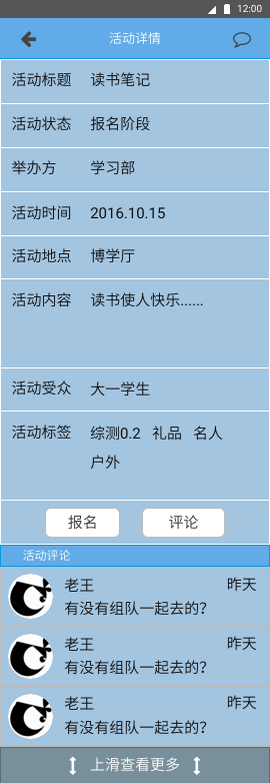 12:00
活动详情
活动标题 读书笔记
活动状态 报名阶段
举办方 学习部
活动时间 2016.10.15
活动地点 博学厅
活动内容 读书使人快乐......
活动受众 大一学生
活动标签 综测0.2 礼品 名人
户外
报名 评论
活动评论
老王 昨天
有没有组队一起去的?
老王 昨天
有没有组队一起去的?
老王 昨天
有没有组队一起去的?
上滑查看更多